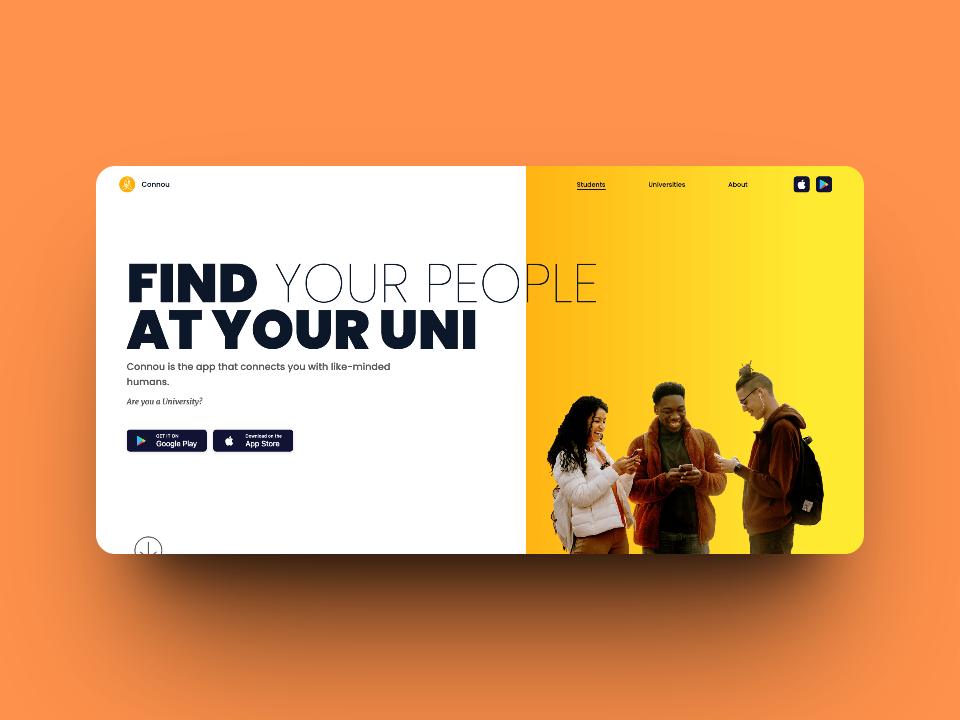 Connou
Students
Universities
About
FIND YOUR PEOPLE
AT YOUR UNI
Connou is the app that connects you with like-minded
humans.
Are you a University?
GET IT ON
Google Play
Download on the
App Store